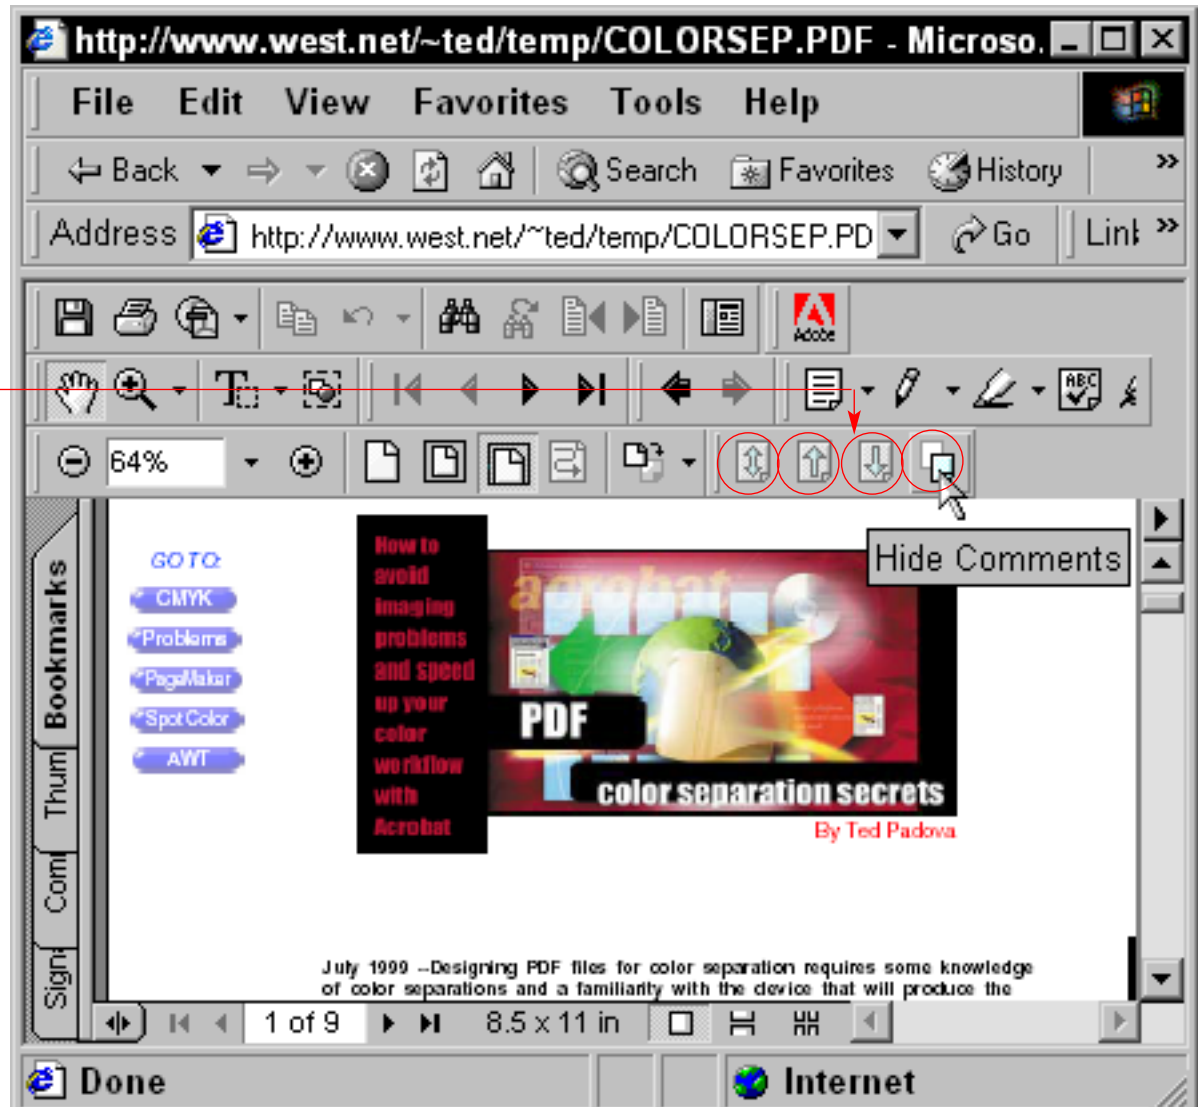 http://www.west.net/~ted/temp/COLORSEP.PDF - Microso.
File Edit View Favorites Tools Help
Back Search Favorites History »
Address http://www.west.net/~ted/temp/COLORSEP.PD Go Link »
Adobe
ABC
64%
Hide Comments
Bookmarks
Thum
Com
Sign
GO TO:
CMYK
Problems
PageMaker
Spot Color
AWT
How to
avoid
imaging
problems
and speed
up your
color
workflow
with
Acrobat
acrobat
PDF
color separation secrets
By Ted Padova
July 1999 --Designing PDF files for color separation requires some knowledge
of color separations and a familiarity with the device that will produce the
1 of 9 8.5 x 11 in
Done Internet